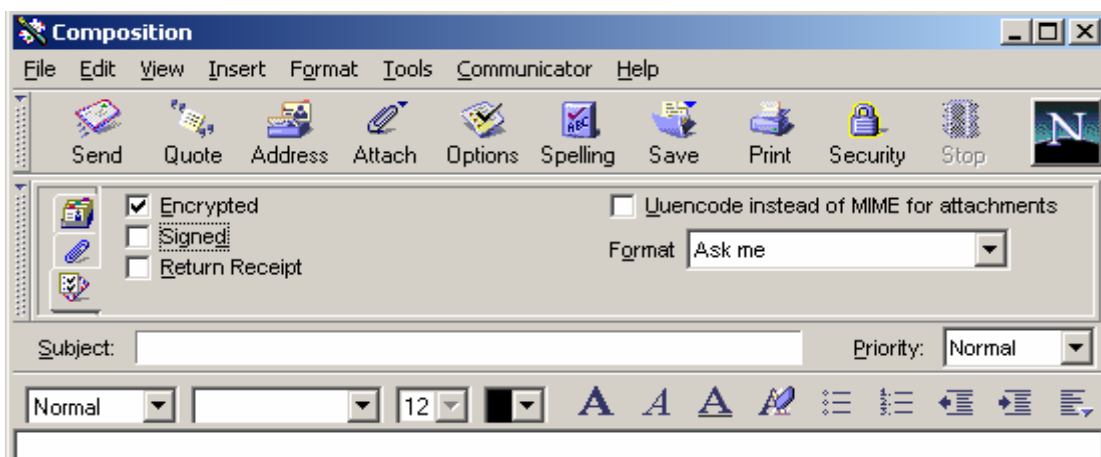 Composition
File Edit View Insert Format Tools Communicator Help
Send Quote Address Attach Options Spelling Save Print Security Stop N
Encrypted Uuencode instead of MIME for attachments
Signed Format Ask me
Return Receipt
Subject: Priority: Normal
Normal 12 A A A